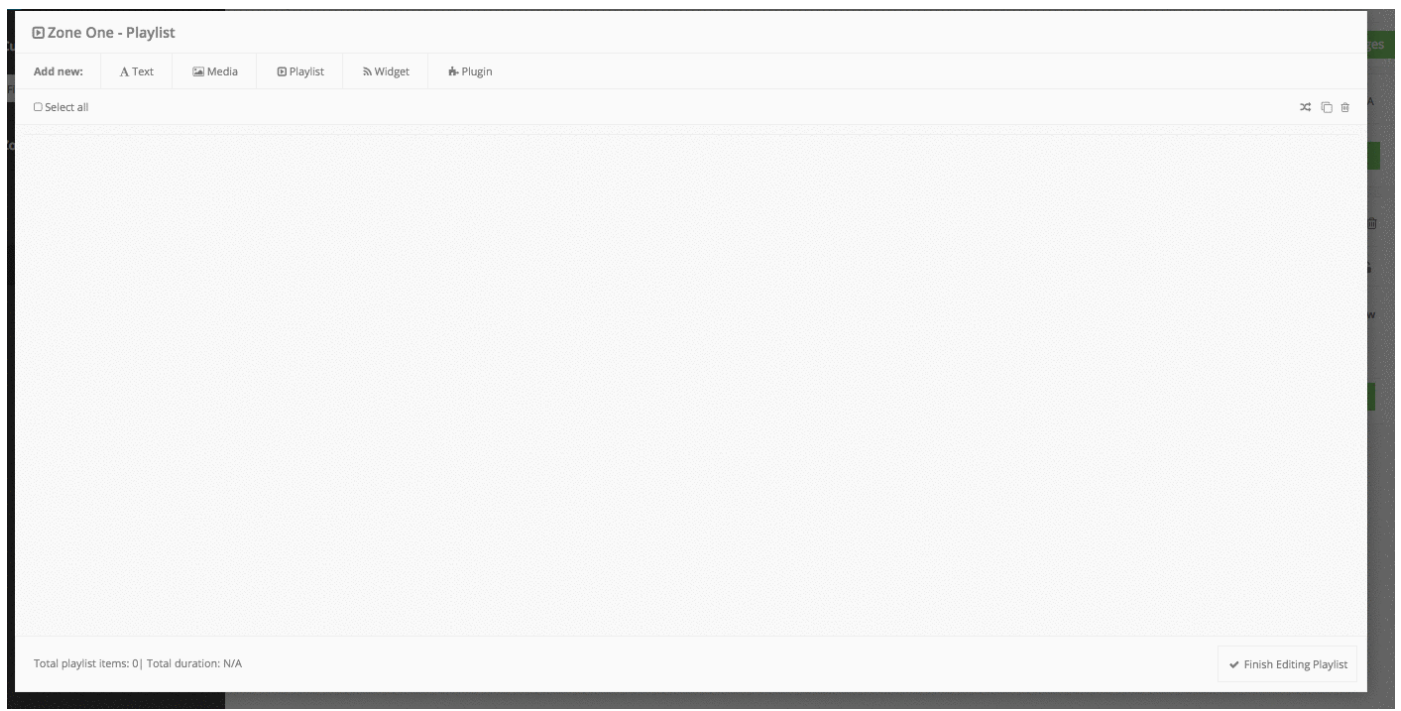 Zone One - Playlist
Add new: Text Media Playlist Widget Plugin
Select all
Total playlist items: 0| Total duration: N/A
Finish Editing Playlist